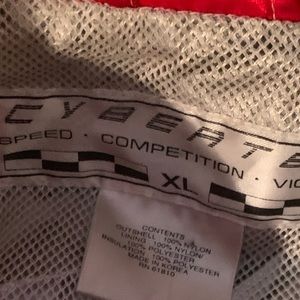 CYBERTE
SPEED · COMPETITION · VIC
XL
CONTENTS
OUTSHELL 100% NYLON
LINING 100% NYLON/
100% POLYESTER
INSULATION 100% POLYESTER
MADE IN KOREA
RN 61810